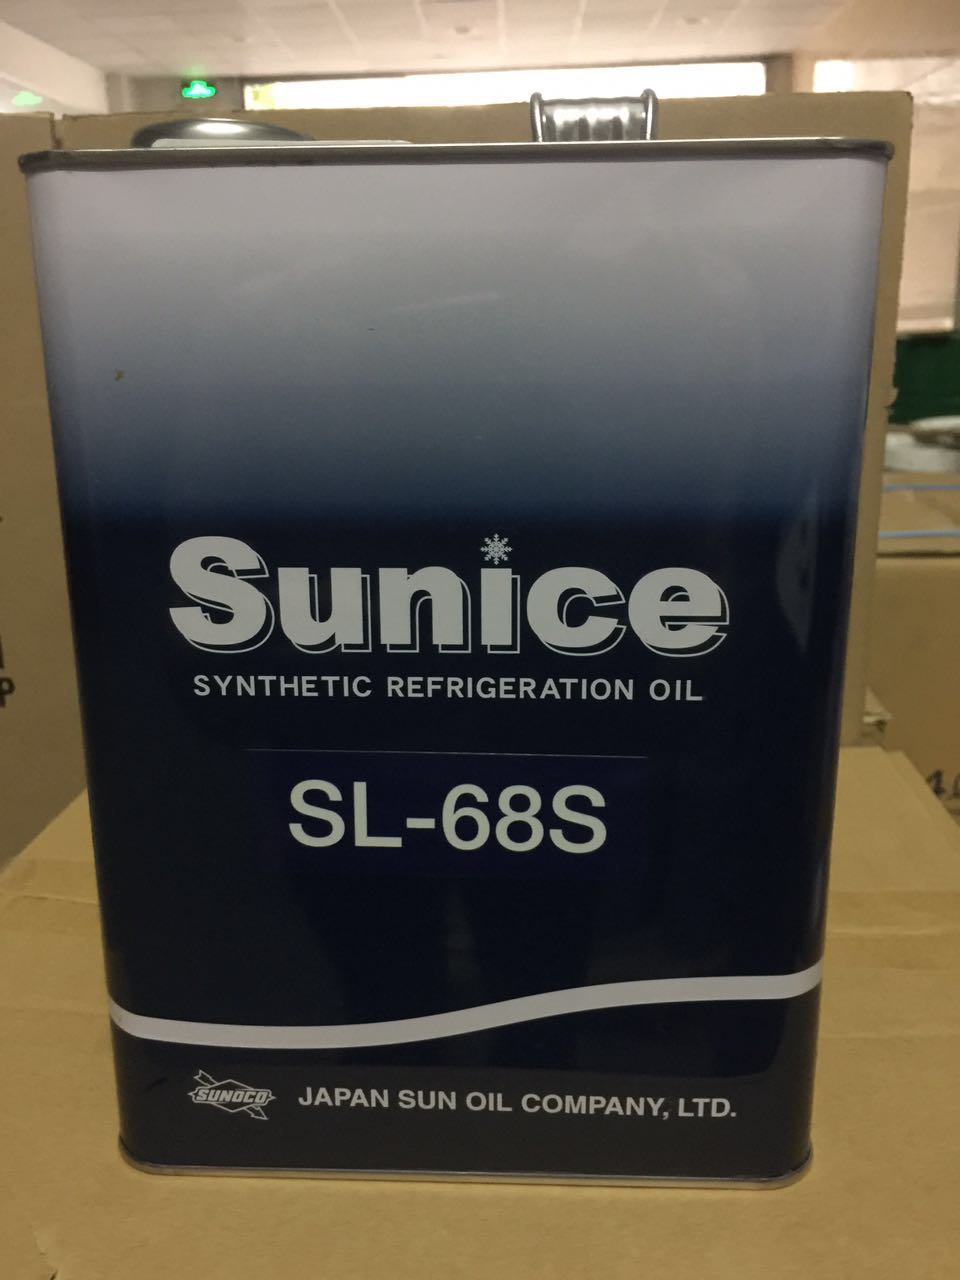 Sunice
SYNTHETIC REFRIGERATION OIL
SL-68S
SUNOCO
JAPAN SUN OIL COMPANY, LTD.